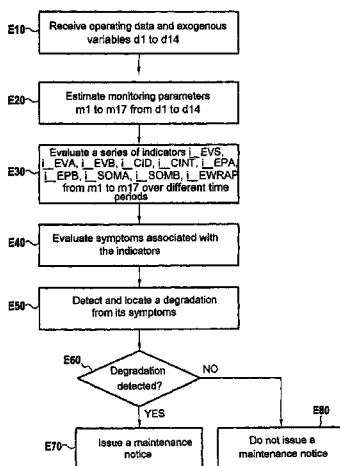 E10
Receive operating data and exogenous
variables d1 to d14
E20
Estimate monitoring parameters
m1 to m17 from d1 to d14
E30
Evaluate a series of indicators i_EVS,
i_EVA, i_EVB, i_CID, i_CINT, i_EPA,
i_EPB, i_SOMA, i_SOMB, i_EWRAP
from m1 to m17 over different time
periods
E40
Evaluate symptoms associated with
the indicators
E50
Detect and locate a degradation
from its symptoms
E60
Degradation
detected?
NO
YES
E70
Issue a maintenance
notice
E80
Do not issue a
maintenance notice